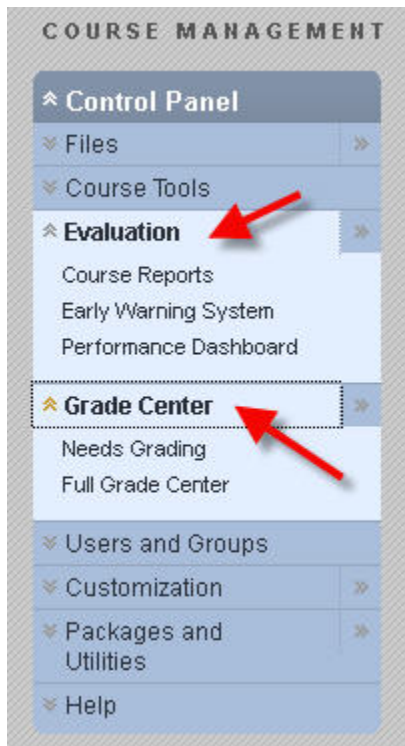 COURSE MANAGEMENT
Control Panel
Files
Course Tools
Evaluation
Course Reports
Early Warning System
Performance Dashboard
Grade Center
Needs Grading
Full Grade Center
Users and Groups
Customization
Packages and
Utilities
Help